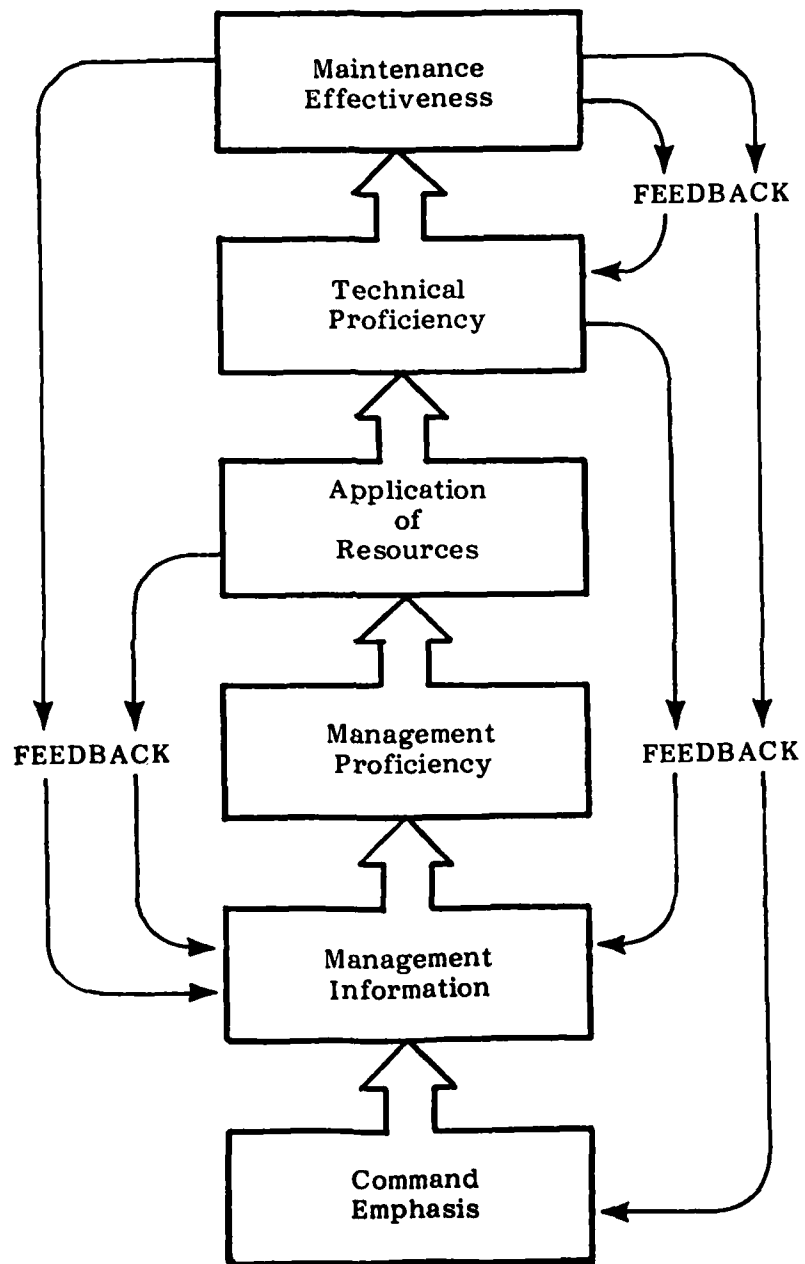 Maintenance
Effectiveness
FEEDBACK
Technical
Proficiency
Application
of
Resources
Management
Proficiency
FEEDBACK
FEEDBACK
Management
Information
Command
Emphasis